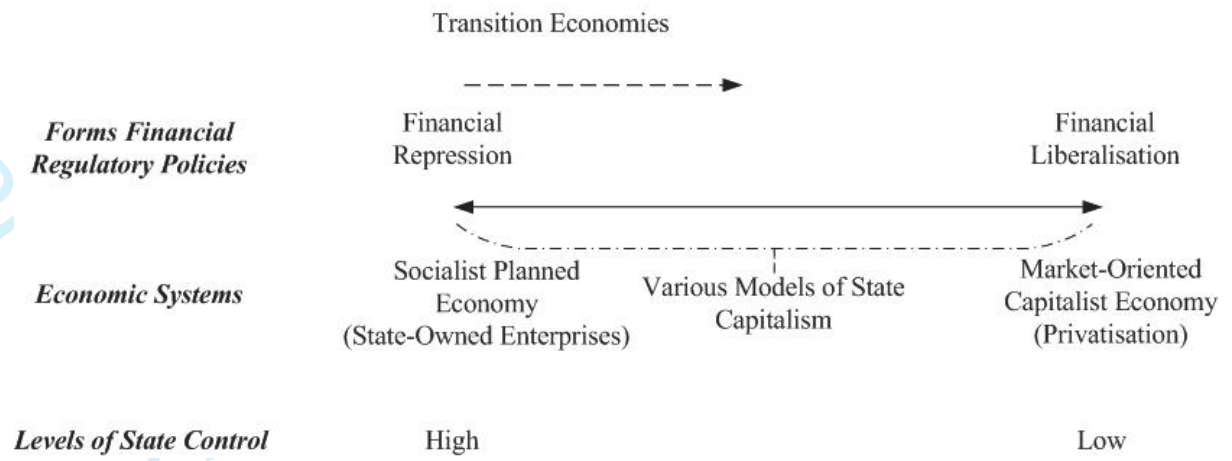 Transition Economies
Forms Financial
Regulatory Policies
Financial
Repression
Financial
Liberalisation
Economic Systems
Socialist Planned
Economy
(State-Owned Enterprises)
Various Models of State
Capitalism
Market-Oriented
Capitalist Economy
(Privatisation)
Levels of State Control
High
Low